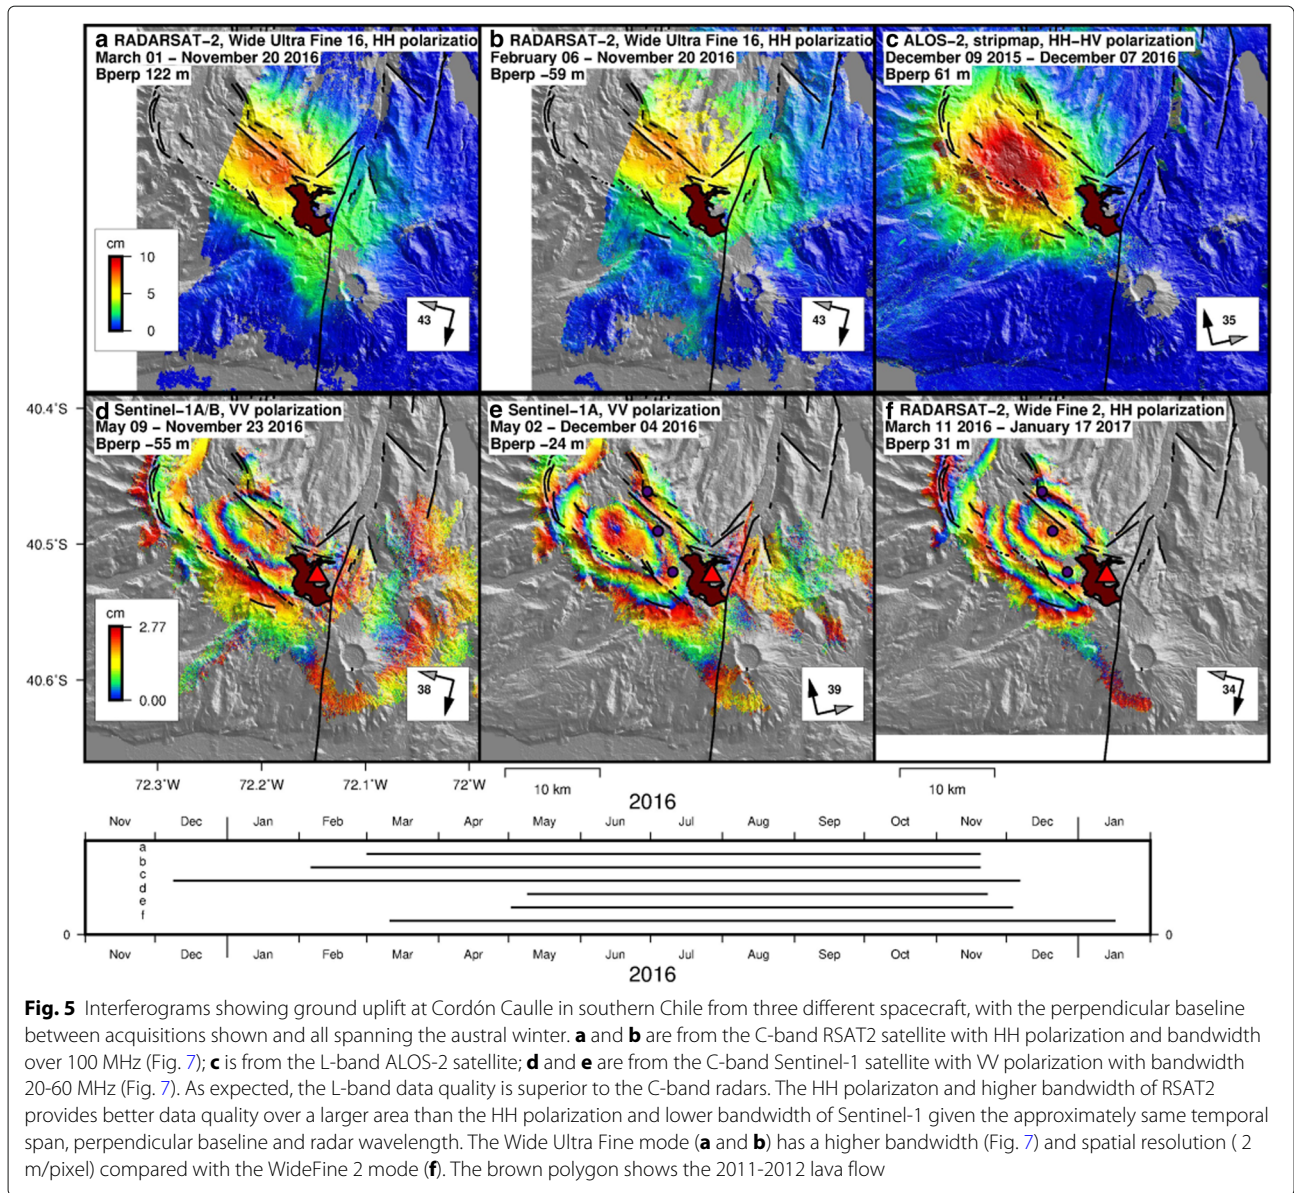 a RADARSAT-2, Wide Ultra Fine 16, HH polarizatio
March 01 - November 20 2016
Bperp 122 m
b RADARSAT-2, Wide Ultra Fine 16, HH polarizatio
February 06 - November 20 2016
Bperp -59 m
c ALOS-2, stripmap, HH-HV polarization
December 09 2015 - December 07 2016
Bperp 61 m
cm
10
5
0
43
43
35
40.4°S
40.5°S
40.6°S
d Sentinel-1A/B, VV polarization
May 09 - November 23 2016
Bperp -55 m
e Sentinel-1A, VV polarization
May 02 - December 04 2016
Bperp -24 m
f RADARSAT-2, Wide Fine 2, HH polarization
March 11 2016 - January 17 2017
Bperp 31 m
cm
2.77
0.00
38
39
34
72.3°W 72.2°W 72.1°W 72°W
10 km
10 km
2016
Nov Dec Jan Feb Mar Apr May Jun Jul Aug Sep Oct Nov Dec Jan
a
b
c
d
e
f
0 0
Nov Dec Jan Feb Mar Apr May Jun Jul Aug Sep Oct Nov Dec Jan
2016
Fig. 5 Interferograms showing ground uplift at Cordón Caulle in southern Chile from three different spacecraft, with the perpendicular baseline
between acquisitions shown and all spanning the austral winter. a and b are from the C-band RSAT2 satellite with HH polarization and bandwidth
over 100 MHz (Fig. 7); c is from the L-band ALOS-2 satellite; d and e are from the C-band Sentinel-1 satellite with VV polarization with bandwidth
20-60 MHz (Fig. 7). As expected, the L-band data quality is superior to the C-band radars. The HH polarizaton and higher bandwidth of RSAT2
provides better data quality over a larger area than the HH polarization and lower bandwidth of Sentinel-1 given the approximately same temporal
span, perpendicular baseline and radar wavelength. The Wide Ultra Fine mode (a and b) has a higher bandwidth (Fig. 7) and spatial resolution ( 2
m/pixel) compared with the WideFine 2 mode (f). The brown polygon shows the 2011-2012 lava flow